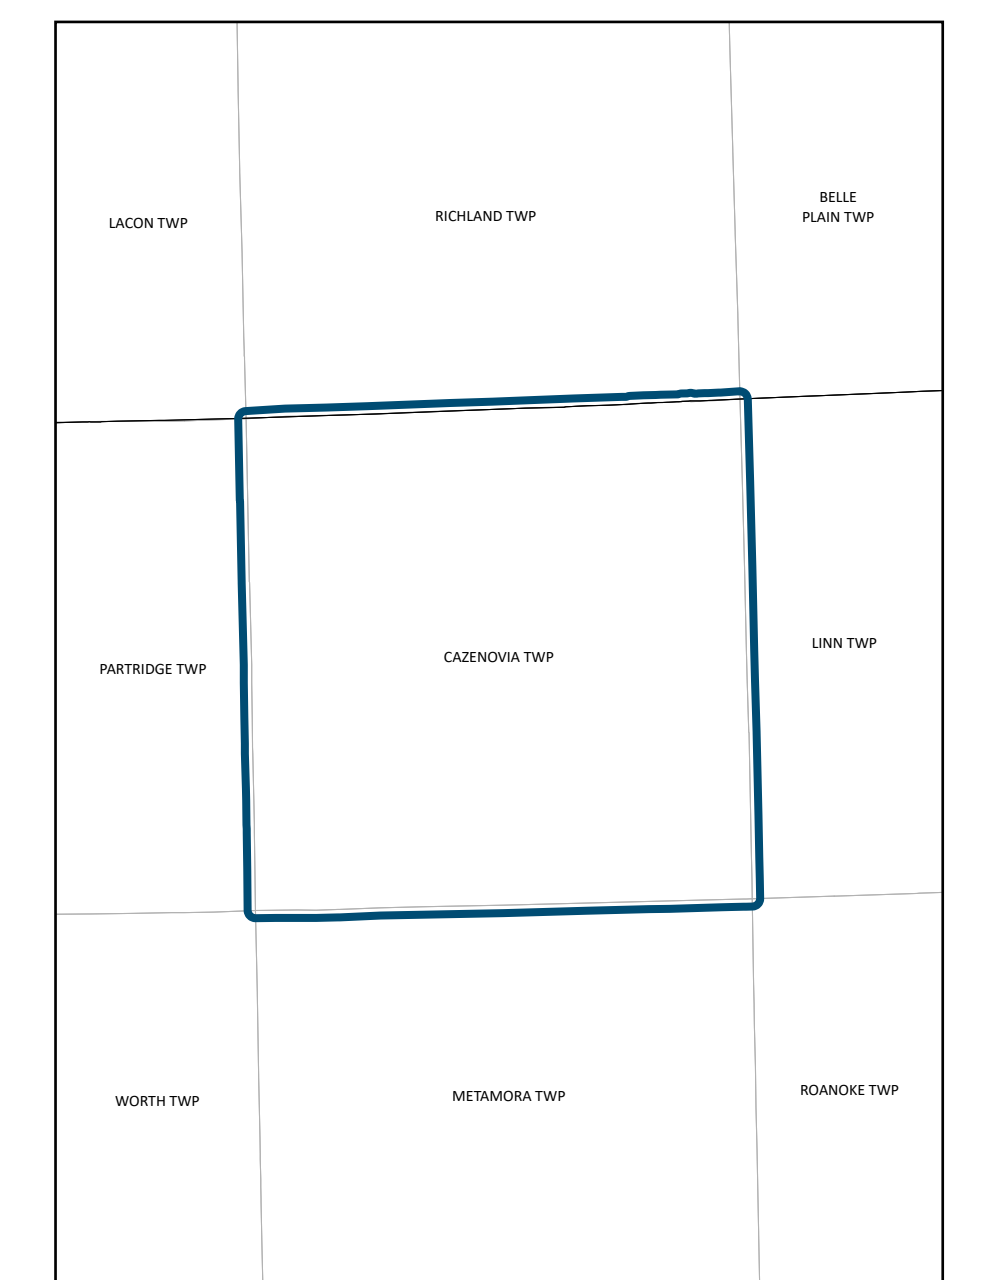 LACON TWP
RICHLAND TWP
BELLE
PLAIN TWP
PARTRIDGE TWP
CAZENOVIA TWP
LINN TWP
WORTH TWP
METAMORA TWP
ROANOKE TWP